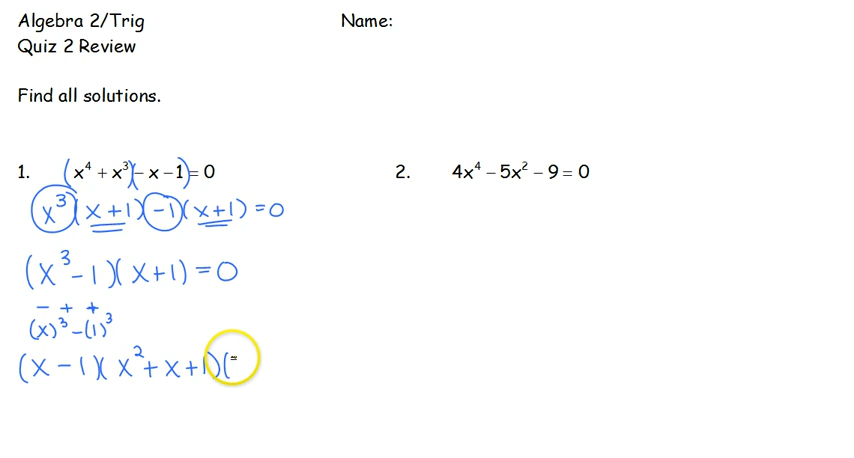 Algebra 2/Trig Name:
Quiz 2 Review
Find all solutions.
1. (x⁴ + x³)(− x − 1) = 0
2. 4x⁴ − 5x² − 9 = 0
x³(x+1) −1(x+1) = 0
(x³ − 1)(x+1) = 0
− + +
(x)³ − (1)³
(x − 1)(x² + x + 1)(